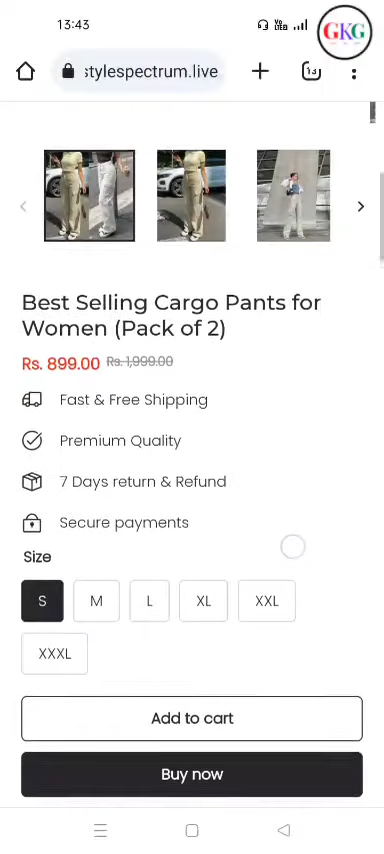 13:43
GKG
stylespectrum.live
Best Selling Cargo Pants for
Women (Pack of 2)
Rs. 899.00 Rs. 1,999.00
Fast & Free Shipping
Premium Quality
7 Days return & Refund
Secure payments
Size
S M L XL XXL
XXXL
Add to cart
Buy now